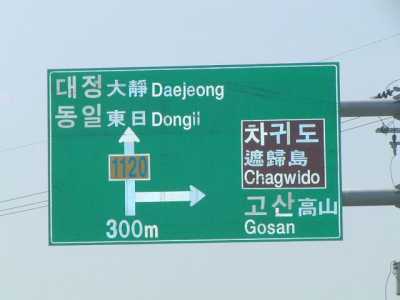 대정 大靜 Daejeong
동일 東日 Dongil
1120
300m
차귀도
遮歸島
Chagwido
고산 高山
Gosan